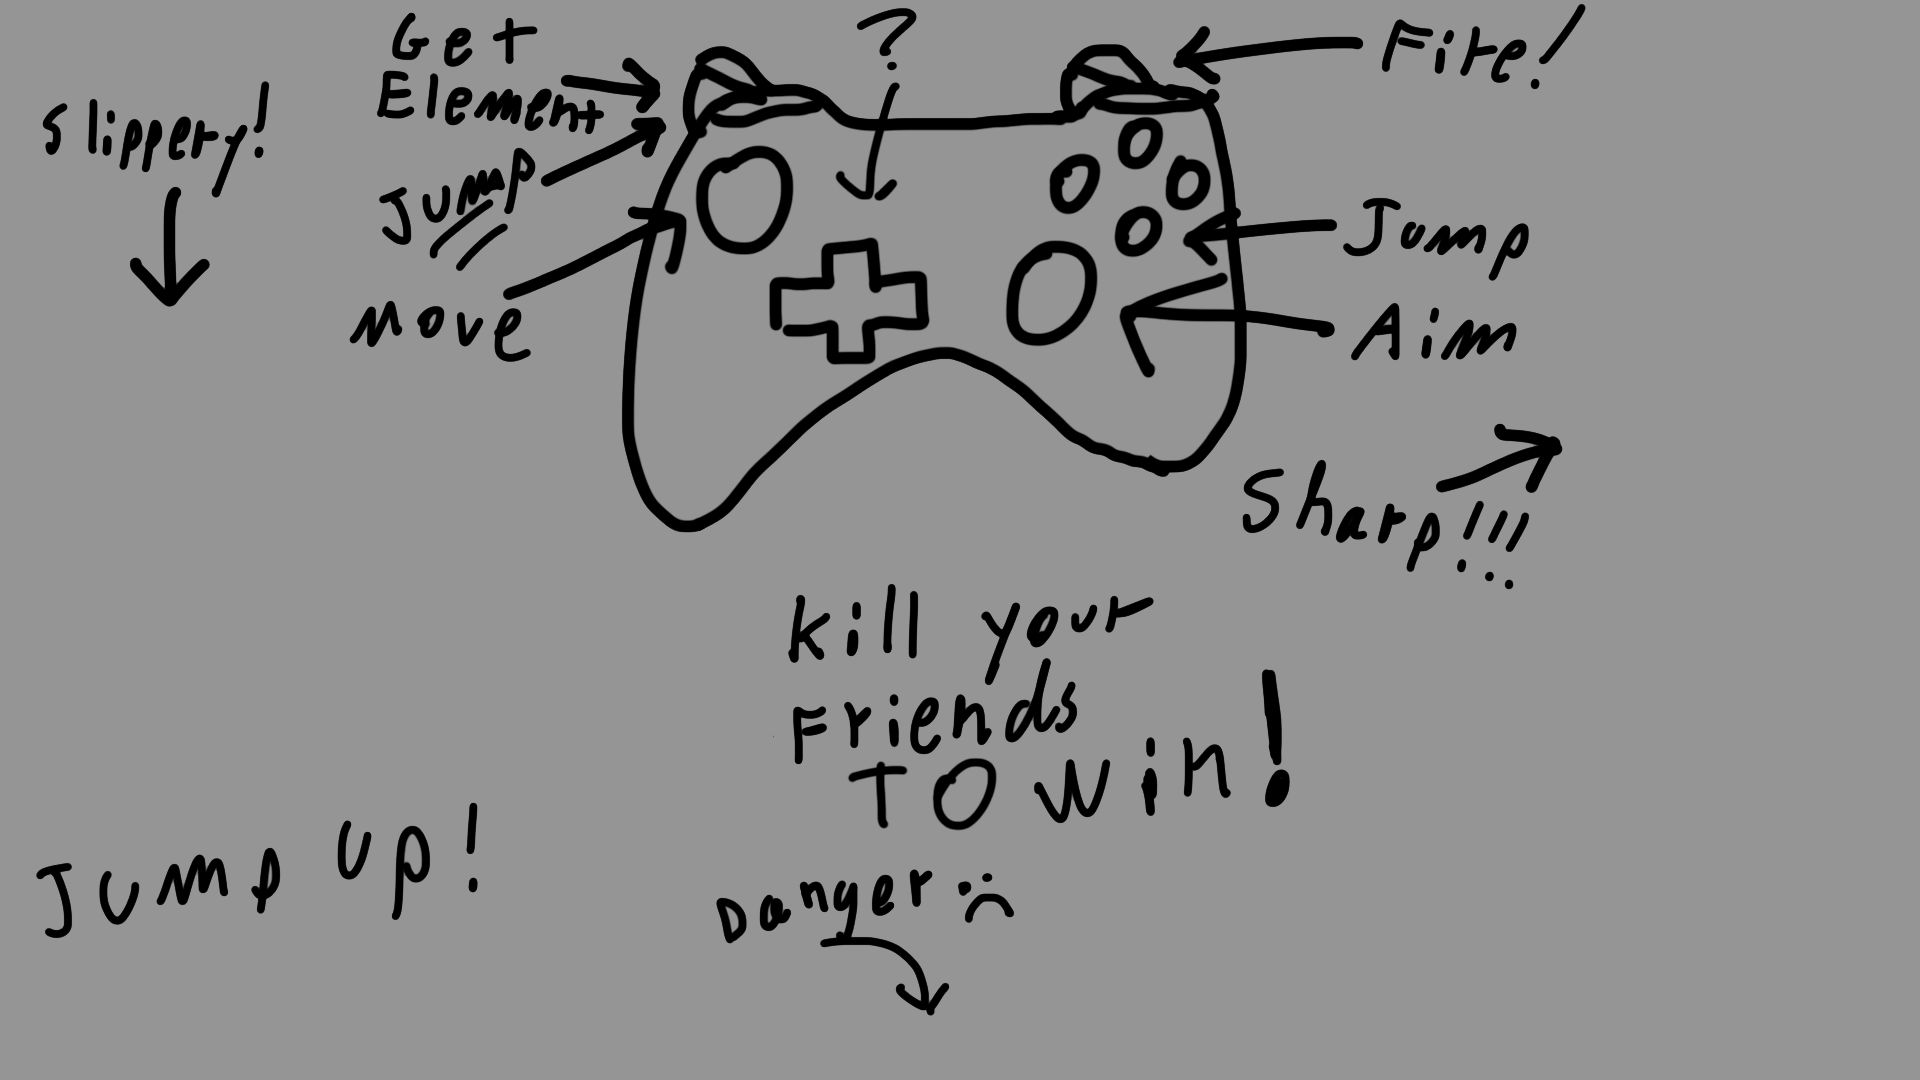 ?
Get
Element
Fire!
Slippery!
Jump
Jump
Move
Aim
Sharp!!!
Kill your
Friends
TO Win!
Jump Up!
Danger :(